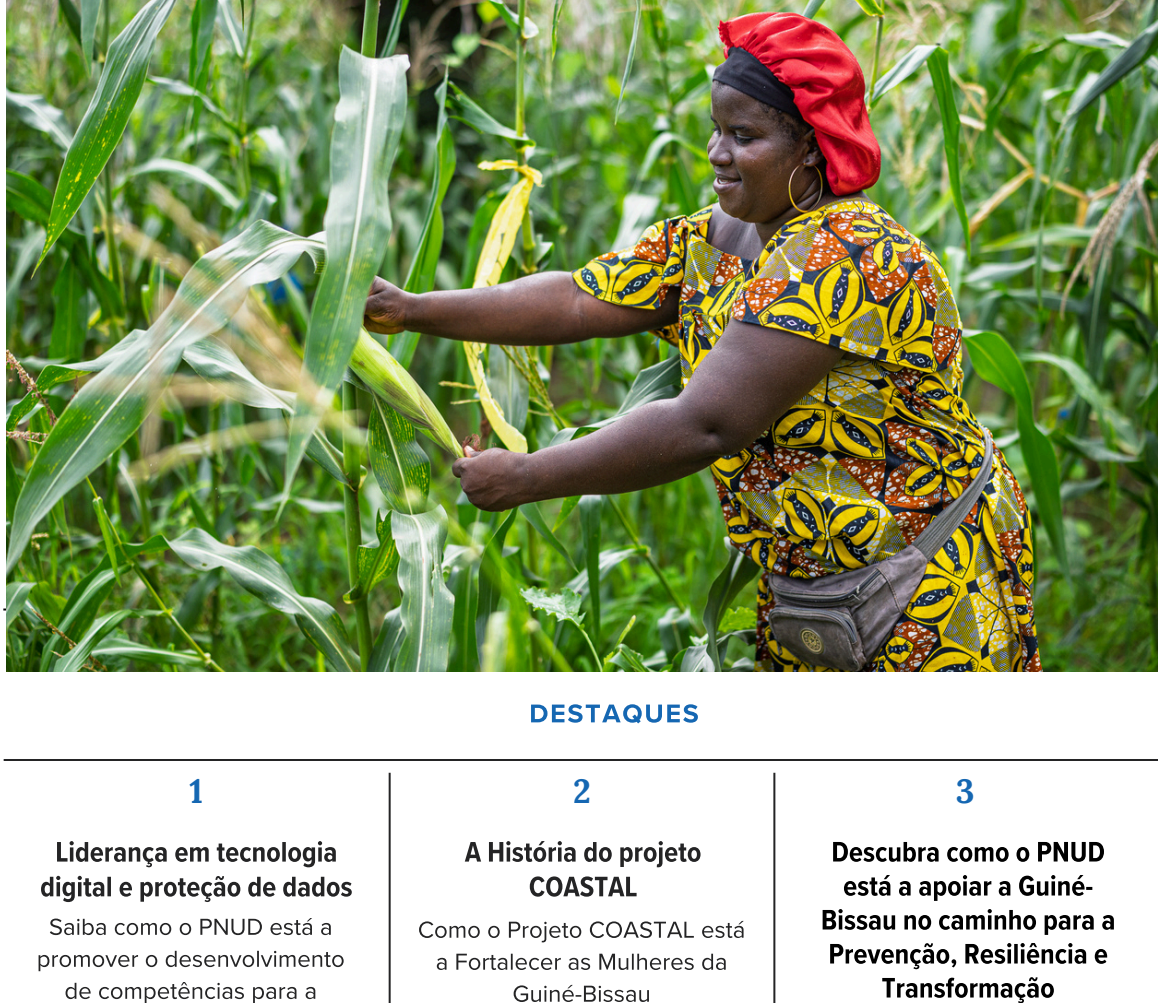 DESTAQUES
1
Liderança em tecnologia
digital e proteção de dados
Saiba como o PNUD está a
promover o desenvolvimento
de competências para a
2
A História do projeto
COASTAL
Como o Projeto COASTAL está
a Fortalecer as Mulheres da
Guiné-Bissau
3
Descubra como o PNUD
está a apoiar a Guiné-
Bissau no caminho para a
Prevenção, Resiliência e
Transformação